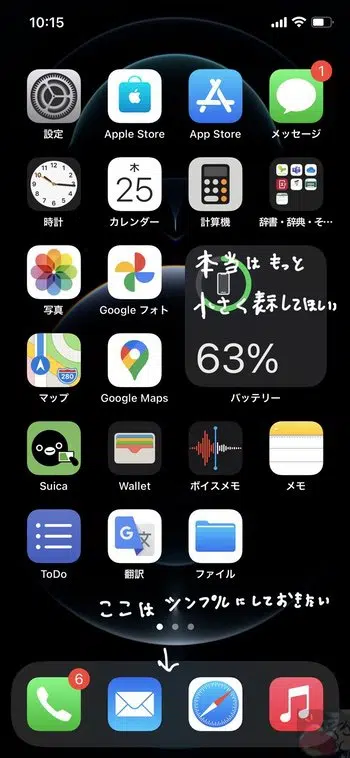 10:15
1
設定
Apple Store
App Store
メッセージ
木
25
時計
カレンダー
計算機
辞書・辞典・そ…
本当はもっと
小さく表示してほしい
63%
写真
Google フォト
280
マップ
Google Maps
バッテリー
Suica
Wallet
ボイスメモ
メモ
G 文
ToDo
翻訳
ファイル
ここはシンプルにしておきたい
6